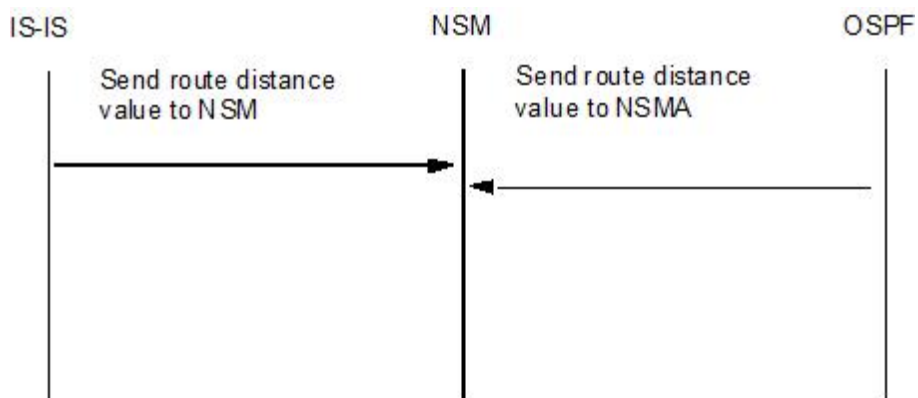 IS-IS
NSM
OSPF
Send route distance
value to NSM
Send route distance
value to NSMA